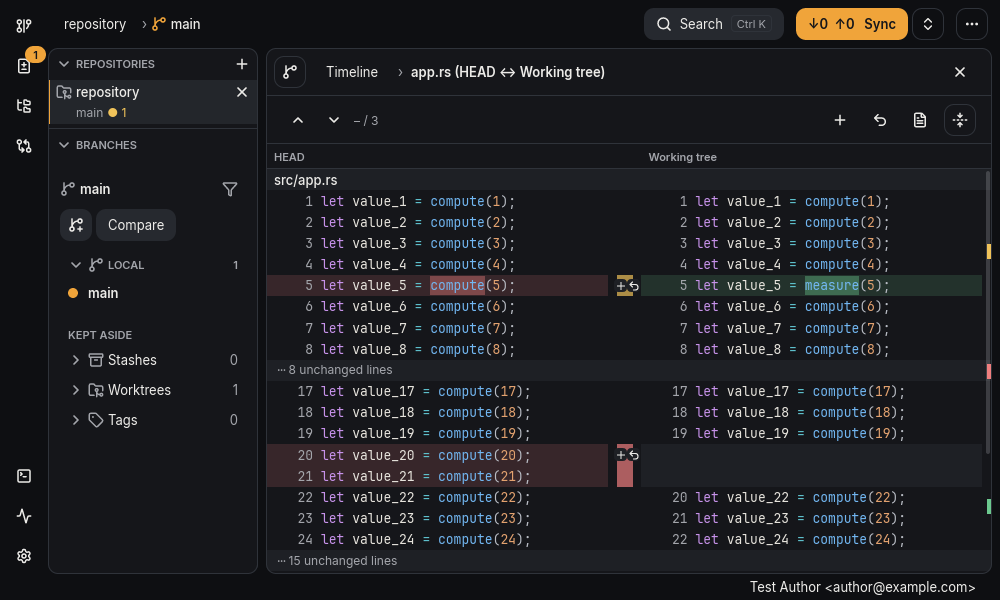 repository › main
Search Ctrl K
↓0 ↑0 Sync
1
REPOSITORIES
repository
main 1
BRANCHES
main
Compare
LOCAL 1
main
KEPT ASIDE
Stashes 0
Worktrees 1
Tags 0
Timeline › app.rs (HEAD ↔ Working tree)
– / 3
HEAD Working tree
src/app.rs
1 let value_1 = compute(1); 1 let value_1 = compute(1);
2 let value_2 = compute(2); 2 let value_2 = compute(2);
3 let value_3 = compute(3); 3 let value_3 = compute(3);
4 let value_4 = compute(4); 4 let value_4 = compute(4);
5 let value_5 = compute(5); 5 let value_5 = measure(5);
6 let value_6 = compute(6); 6 let value_6 = compute(6);
7 let value_7 = compute(7); 7 let value_7 = compute(7);
8 let value_8 = compute(8); 8 let value_8 = compute(8);
··· 8 unchanged lines
17 let value_17 = compute(17); 17 let value_17 = compute(17);
18 let value_18 = compute(18); 18 let value_18 = compute(18);
19 let value_19 = compute(19); 19 let value_19 = compute(19);
20 let value_20 = compute(20);
21 let value_21 = compute(21);
22 let value_22 = compute(22); 20 let value_22 = compute(22);
23 let value_23 = compute(23); 21 let value_23 = compute(23);
24 let value_24 = compute(24); 22 let value_24 = compute(24);
··· 15 unchanged lines
Test Author <author@example.com>